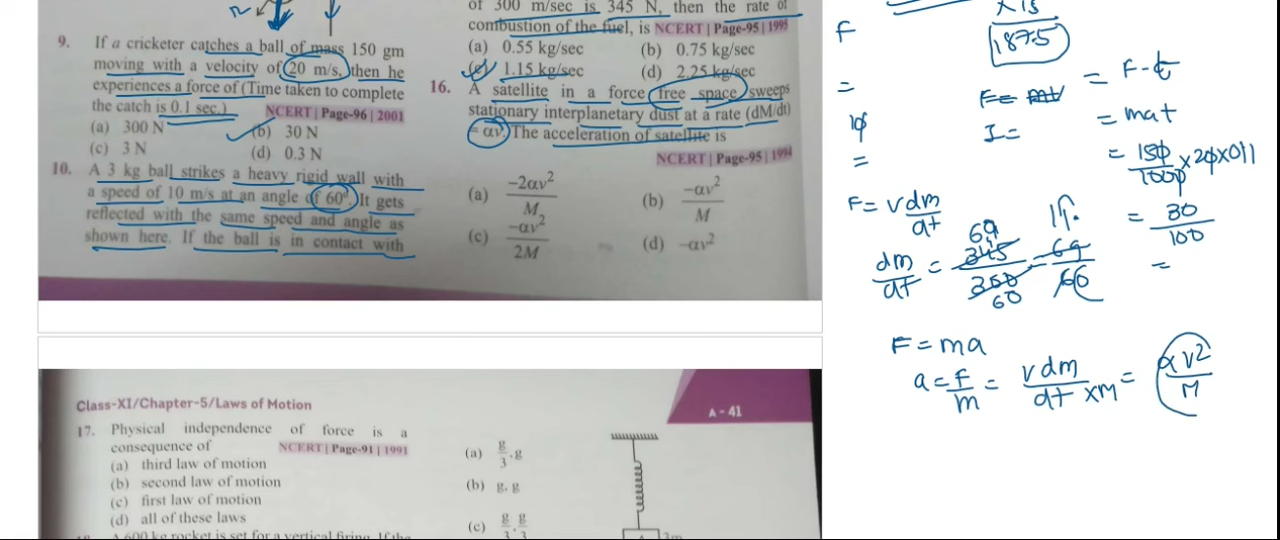 9. If a cricketer catches a ball of mass 150 gm
moving with a velocity of 20 m/s, then he
experiences a force of (Time taken to complete
the catch is 0.1 sec.) NCERT | Page-96 | 2001
(a) 300 N (b) 30 N
(c) 3 N (d) 0.3 N
10. A 3 kg ball strikes a heavy rigid wall with
a speed of 10 m/s at an angle of 60°. It gets
reflected with the same speed and angle as
shown here. If the ball is in contact with
of 300 m/sec is 345 N, then the rate of
combustion of the fuel, is NCERT | Page-95 | 1995
(a) 0.55 kg/sec (b) 0.75 kg/sec
(c) 1.15 kg/sec (d) 2.25 kg/sec
16. A satellite in a force free space sweeps
stationary interplanetary dust at a rate (dM/dt)
= αv. The acceleration of satellite is
NCERT | Page-95 | 1994
(a) -2αv²/M (b) -αv²/M
(c) -αv²/2M (d) -αv²
Class-XI/Chapter-5/Laws of Motion
A - 41
17. Physical independence of force is a
consequence of NCERT | Page-91 | 1991
(a) third law of motion
(b) second law of motion
(c) first law of motion
(d) all of these laws
(a) g/3, g
(b) g, g
(c) g/3, g/3
A
3m
F
=
=
x15
1875
I =
= F-t
= mat
= 150/1000 x 20 x 0.1
= 30/100
=
F = v dm/dt
dm/dt = 345/300 = 69/60
69
60
F = ma
a = F/m = v dm/dt x M = αv²/M